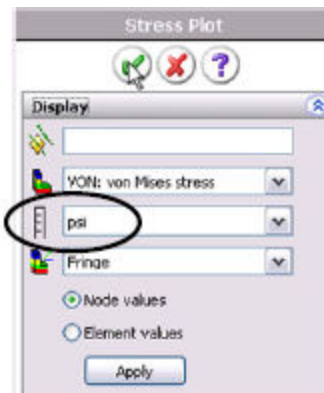 Stress Plot
?
Display
VON: von Mises stress
psi
Fringe
Node values
Element values
Apply